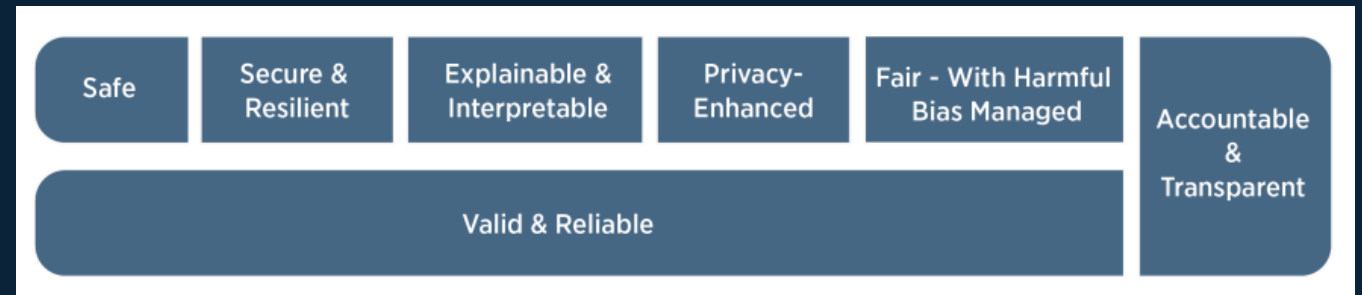 Safe
Secure &
Resilient
Explainable &
Interpretable
Privacy-
Enhanced
Fair - With Harmful
Bias Managed
Accountable
&
Transparent
Valid & Reliable